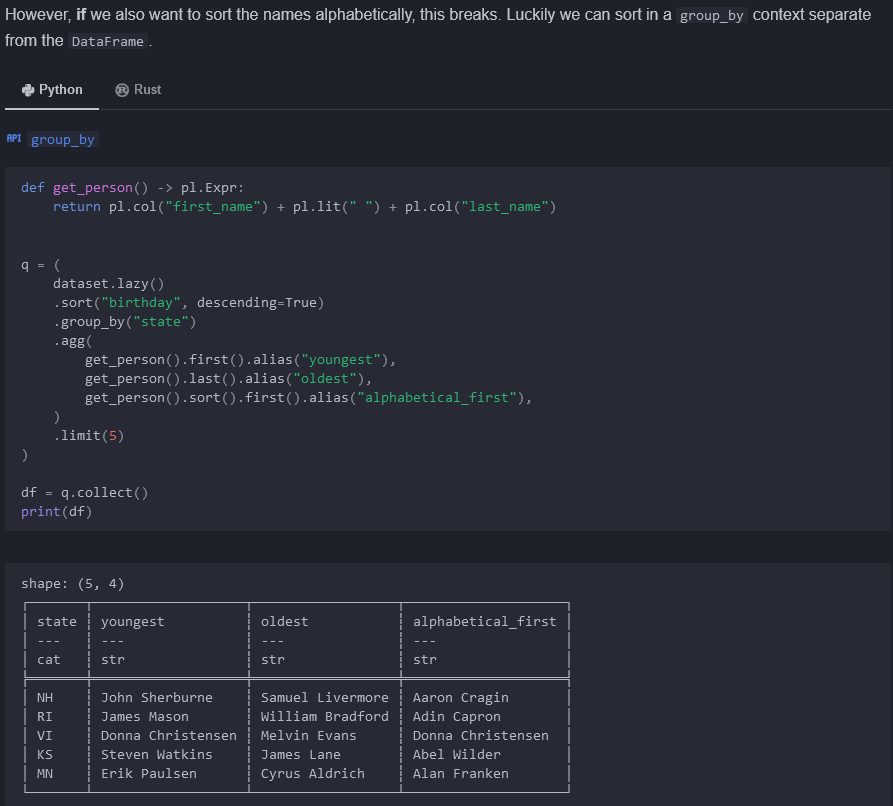 However, if we also want to sort the names alphabetically, this breaks. Luckily we can sort in a group_by context separate
from the DataFrame.
Python Rust
API group_by
def get_person() -> pl.Expr:
    return pl.col("first_name") + pl.lit(" ") + pl.col("last_name")
q = (
    dataset.lazy()
    .sort("birthday", descending=True)
    .group_by("state")
    .agg(
        get_person().first().alias("youngest"),
        get_person().last().alias("oldest"),
        get_person().sort().first().alias("alphabetical_first"),
    )
    .limit(5)
)
df = q.collect()
print(df)
shape: (5, 4)
state youngest oldest alphabetical_first
--- --- --- ---
cat str str str
NH John Sherburne Samuel Livermore Aaron Cragin
RI James Mason William Bradford Adin Capron
VI Donna Christensen Melvin Evans Donna Christensen
KS Steven Watkins James Lane Abel Wilder
MN Erik Paulsen Cyrus Aldrich Alan Franken